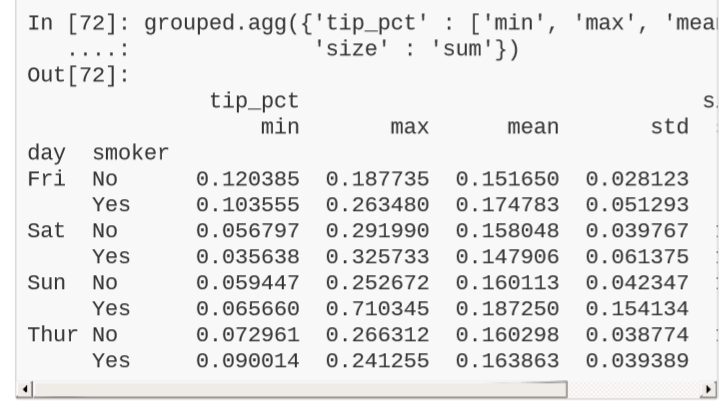 In [72]: grouped.agg({'tip_pct' : ['min', 'max', 
....: 'size' : 'sum'})
Out[72]:
tip_pct
min max mean std
day smoker
Fri No 0.120385 0.187735 0.151650 0.028123
Yes 0.103555 0.263480 0.174783 0.051293
Sat No 0.056797 0.291990 0.158048 0.039767
Yes 0.035638 0.325733 0.147906 0.061375
Sun No 0.059447 0.252672 0.160113 0.042347
Yes 0.065660 0.710345 0.187250 0.154134
Thur No 0.072961 0.266312 0.160298 0.038774
Yes 0.090014 0.241255 0.163863 0.039389